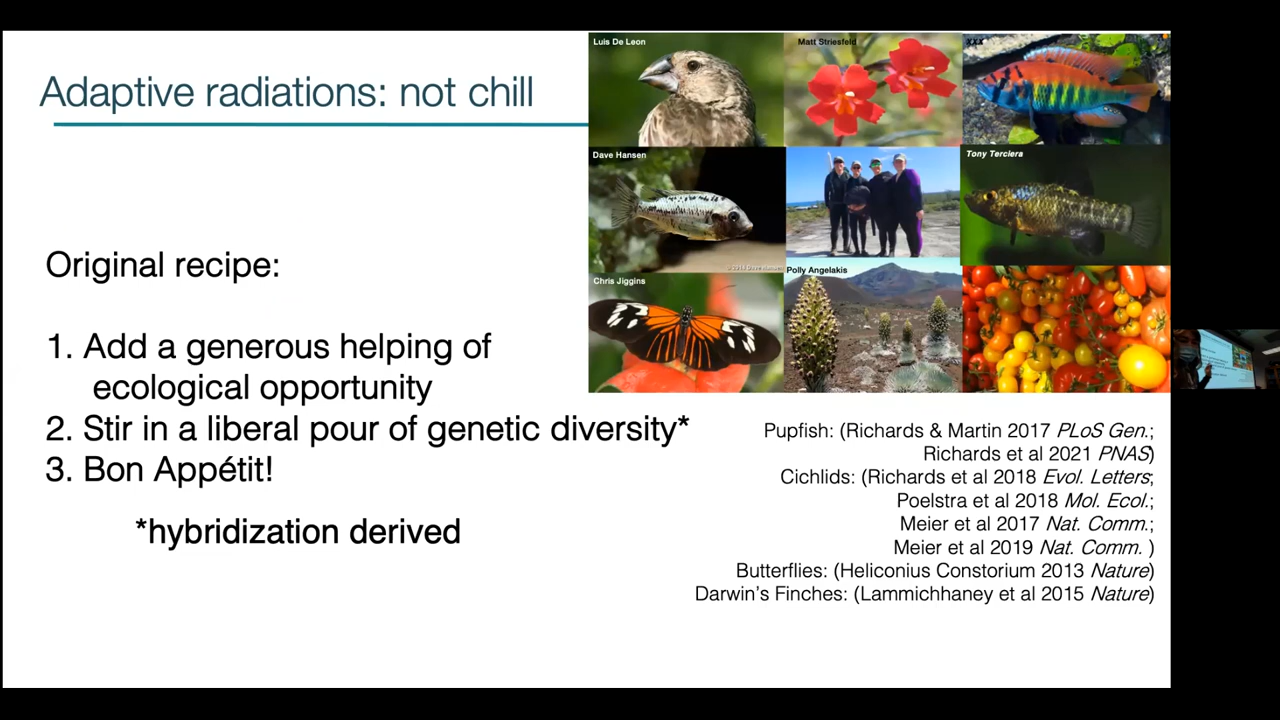 Adaptive radiations: not chill
Luis De Leon
Matt Striesfeld
XXX
Dave Hansen
Tony Terciera
Chris Jiggins
Polly Angelakis
Original recipe:
1. Add a generous helping of
ecological opportunity
2. Stir in a liberal pour of genetic diversity*
3. Bon Appétit!
*hybridization derived
Pupfish: (Richards & Martin 2017 PLoS Gen.;
Richards et al 2021 PNAS)
Cichlids: (Richards et al 2018 Evol. Letters;
Poelstra et al 2018 Mol. Ecol.;
Meier et al 2017 Nat. Comm.;
Meier et al 2019 Nat. Comm. )
Butterflies: (Heliconius Constorium 2013 Nature)
Darwin's Finches: (Lammichhaney et al 2015 Nature)